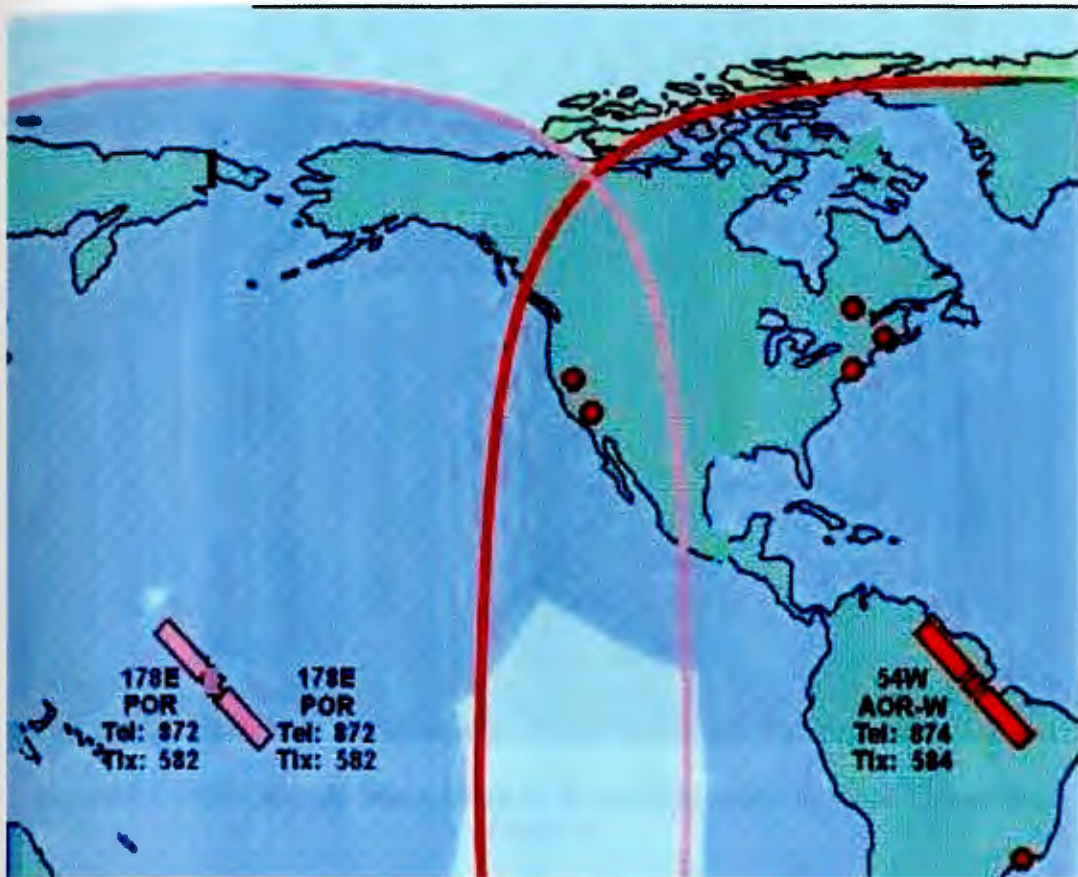 178E
POR
Tel: 872
Tlx: 582
178E
POR
Tel: 872
Tlx: 582
54W
AOR-W
Tel: 874
Tlx: 584